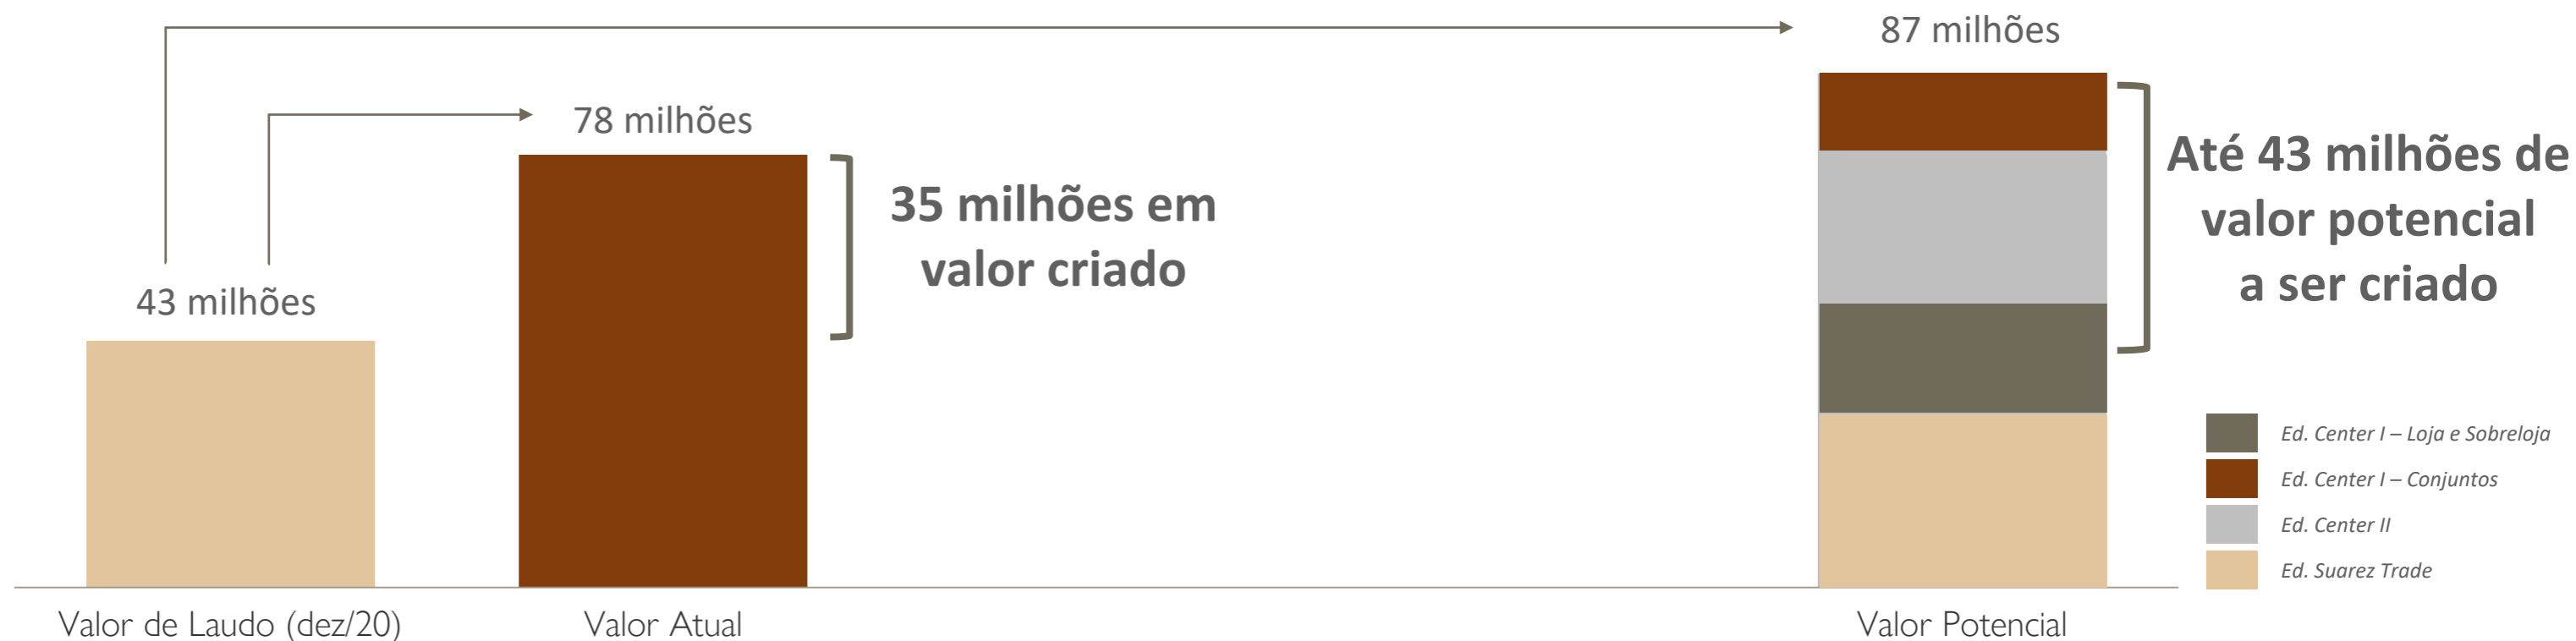 87 milhões
78 milhões
43 milhões
35 milhões em
valor criado
Até 43 milhões de
valor potencial
a ser criado
Ed. Center I – Loja e Sobreloja
Ed. Center I – Conjuntos
Ed. Center II
Ed. Suarez Trade
Valor de Laudo (dez/20)
Valor Atual
Valor Potencial